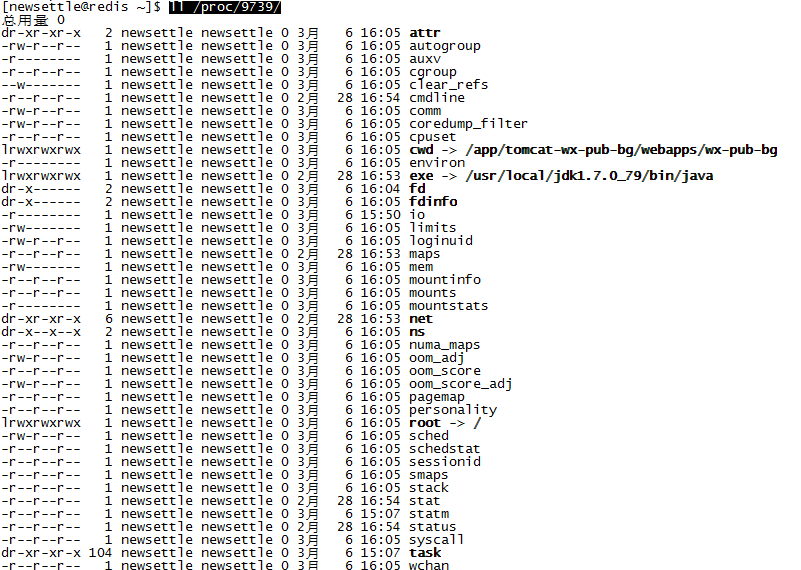 [newsettle@redis ~]$ ll /proc/9739/
总用量 0
dr-xr-xr-x   2 newsettle newsettle 0 3月   6 16:05 attr
-rw-r--r--   1 newsettle newsettle 0 3月   6 16:05 autogroup
-r--------   1 newsettle newsettle 0 3月   6 16:05 auxv
-r--r--r--   1 newsettle newsettle 0 3月   6 16:05 cgroup
--w-------   1 newsettle newsettle 0 3月   6 16:05 clear_refs
-r--r--r--   1 newsettle newsettle 0 2月  28 16:54 cmdline
-rw-r--r--   1 newsettle newsettle 0 3月   6 16:05 comm
-rw-r--r--   1 newsettle newsettle 0 3月   6 16:05 coredump_filter
-r--r--r--   1 newsettle newsettle 0 3月   6 16:05 cpuset
lrwxrwxrwx   1 newsettle newsettle 0 3月   6 16:05 cwd -> /app/tomcat-wx-pub-bg/webapps/wx-pub-bg
-r--------   1 newsettle newsettle 0 3月   6 16:05 environ
lrwxrwxrwx   1 newsettle newsettle 0 2月  28 16:53 exe -> /usr/local/jdk1.7.0_79/bin/java
dr-x------   2 newsettle newsettle 0 3月   6 16:04 fd
dr-x------   2 newsettle newsettle 0 3月   6 16:05 fdinfo
-r--------   1 newsettle newsettle 0 3月   6 15:50 io
-rw-------   1 newsettle newsettle 0 3月   6 16:05 limits
-rw-r--r--   1 newsettle newsettle 0 3月   6 16:05 loginuid
-r--r--r--   1 newsettle newsettle 0 2月  28 16:53 maps
-rw-------   1 newsettle newsettle 0 3月   6 16:05 mem
-r--r--r--   1 newsettle newsettle 0 3月   6 16:05 mountinfo
-r--r--r--   1 newsettle newsettle 0 3月   6 16:05 mounts
-r--------   1 newsettle newsettle 0 3月   6 16:05 mountstats
dr-xr-xr-x   6 newsettle newsettle 0 2月  28 16:53 net
dr-x--x--x   2 newsettle newsettle 0 3月   6 16:05 ns
-r--r--r--   1 newsettle newsettle 0 3月   6 16:05 numa_maps
-rw-r--r--   1 newsettle newsettle 0 3月   6 16:05 oom_adj
-r--r--r--   1 newsettle newsettle 0 3月   6 16:05 oom_score
-rw-r--r--   1 newsettle newsettle 0 3月   6 16:05 oom_score_adj
-r--r--r--   1 newsettle newsettle 0 3月   6 16:05 pagemap
-r--r--r--   1 newsettle newsettle 0 3月   6 16:05 personality
lrwxrwxrwx   1 newsettle newsettle 0 3月   6 16:05 root -> /
-rw-r--r--   1 newsettle newsettle 0 3月   6 16:05 sched
-r--r--r--   1 newsettle newsettle 0 3月   6 16:05 schedstat
-r--r--r--   1 newsettle newsettle 0 3月   6 16:05 sessionid
-r--r--r--   1 newsettle newsettle 0 3月   6 16:05 smaps
-r--r--r--   1 newsettle newsettle 0 3月   6 16:05 stack
-r--r--r--   1 newsettle newsettle 0 2月  28 16:54 stat
-r--r--r--   1 newsettle newsettle 0 3月   6 15:07 statm
-r--r--r--   1 newsettle newsettle 0 2月  28 16:54 status
-r--r--r--   1 newsettle newsettle 0 3月   6 16:05 syscall
dr-xr-xr-x 104 newsettle newsettle 0 3月   6 15:07 task
-r--r--r--   1 newsettle newsettle 0 3月   6 16:05 wchan